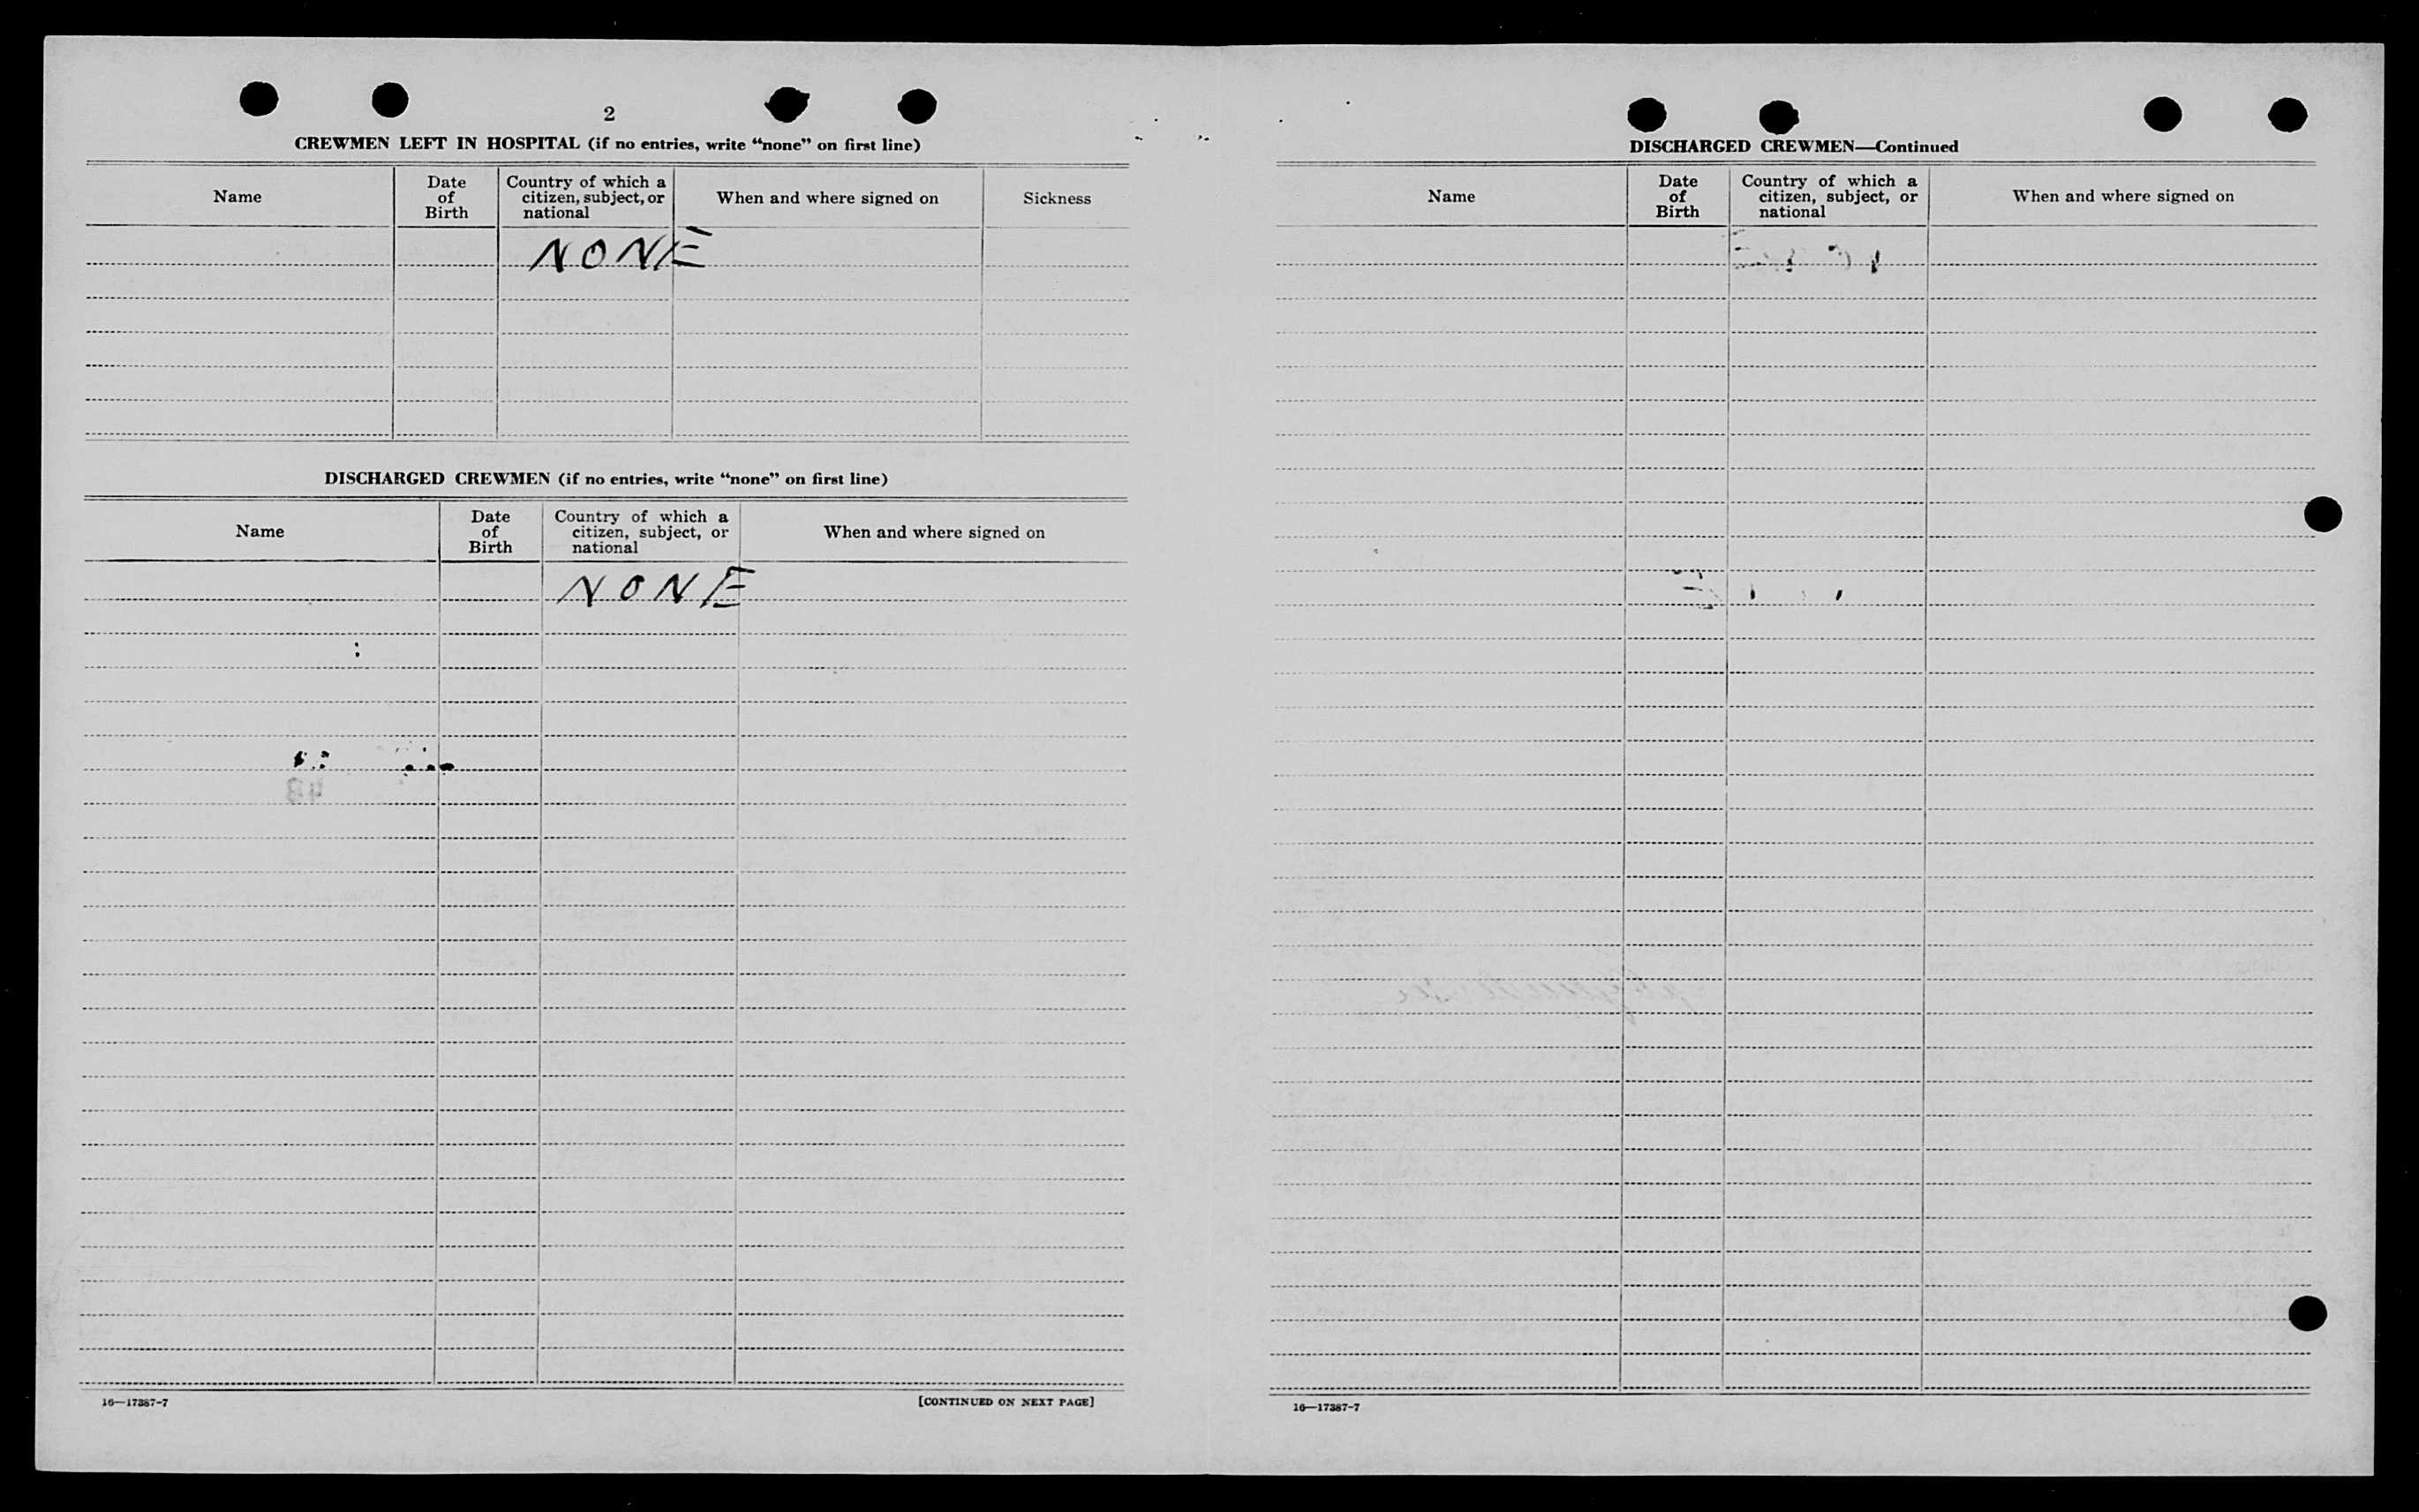 2
CREWMEN LEFT IN HOSPITAL (if no entries, write “none” on first line)
Name
Date of Birth
Country of which a citizen, subject, or national
When and where signed on
Sickness
NONE
DISCHARGED CREWMEN (if no entries, write “none” on first line)
Name
Date of Birth
Country of which a citizen, subject, or national
When and where signed on
NONE
48
16—17387-7
[CONTINUED ON NEXT PAGE]
DISCHARGED CREWMEN—Continued
Name
Date of Birth
Country of which a citizen, subject, or national
When and where signed on
16—17387-7